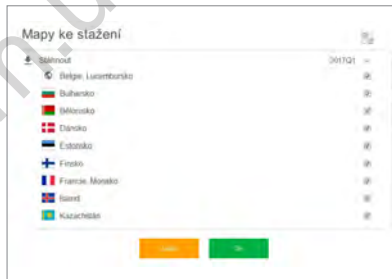 Mapy ke stažení
Stáhnout 2017Q1
Belgie, Lucembursko
Bulharsko
Bělorusko
Dánsko
Estonsko
Finsko
Francie, Monako
Island
Kazachstán
Ok